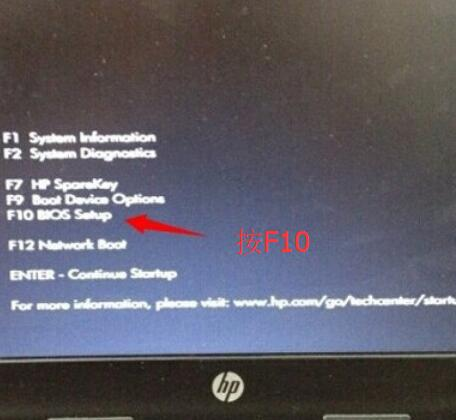 F1 System Information
F2 System Diagnostics
F7 HP SpareKey
F9 Boot Device Options
F10 BIOS Setup
按F10
F12 Network Boot
ENTER - Continue Startup
For more information, please visit: www.hp.com/go/techcenter/startu
hp